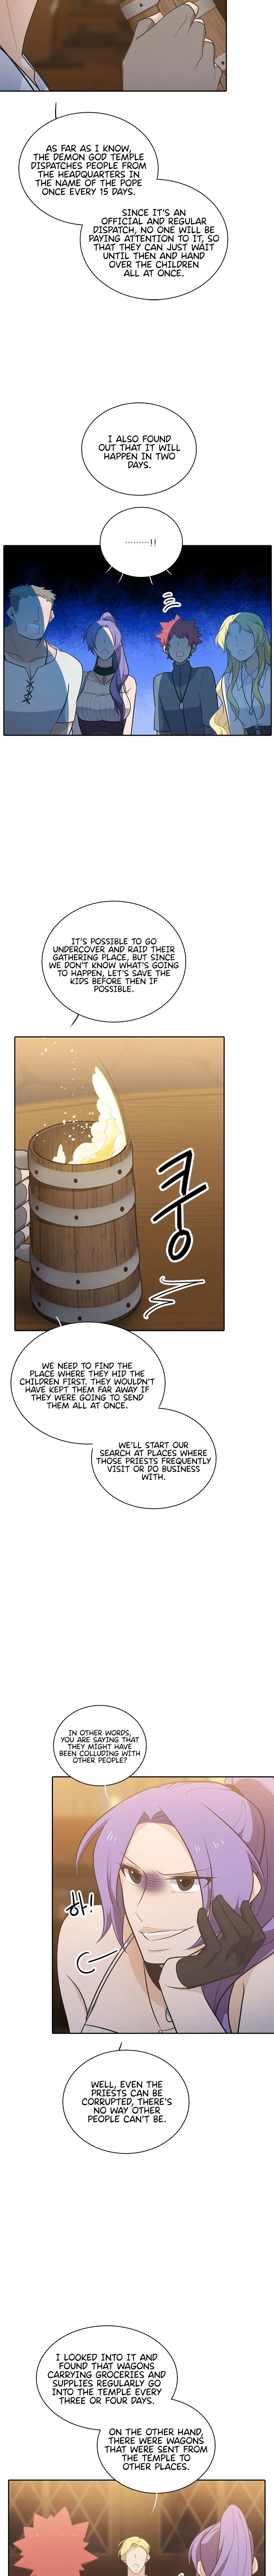 AS FAR AS I KNOW,
THE DEMON GOD TEMPLE
DISPATCHES PEOPLE FROM
THE HEADQUARTERS IN
THE NAME OF THE POPE
ONCE EVERY 15 DAYS.
SINCE IT'S AN
OFFICIAL AND REGULAR
DISPATCH, NO ONE WILL BE
PAYING ATTENTION TO IT, SO
THAT THEY CAN JUST WAIT
UNTIL THEN AND HAND
OVER THE CHILDREN
ALL AT ONCE.
I ALSO FOUND
OUT THAT IT WILL
HAPPEN IN TWO
DAYS.
·········!!
IT'S POSSIBLE TO GO
UNDERCOVER AND RAID THEIR
GATHERING PLACE, BUT SINCE
WE DON'T KNOW WHAT'S GOING
TO HAPPEN, LET'S SAVE THE
KIDS BEFORE THEN IF
POSSIBLE.
쿵
WE NEED TO FIND THE
PLACE WHERE THEY HID THE
CHILDREN FIRST. THEY WOULDN'T
HAVE KEPT THEM FAR AWAY IF
THEY WERE GOING TO SEND
THEM ALL AT ONCE.
WE'LL START OUR
SEARCH AT PLACES WHERE
THOSE PRIESTS FREQUENTLY
VISIT OR DO BUSINESS
WITH.
IN OTHER WORDS,
YOU ARE SAYING THAT
THEY MIGHT HAVE
BEEN COLLUDING WITH
OTHER PEOPLE?
하!
WELL, EVEN THE
PRIESTS CAN BE
CORRUPTED, THERE'S
NO WAY OTHER
PEOPLE CAN'T BE.
I LOOKED INTO IT AND
FOUND THAT WAGONS
CARRYING GROCERIES AND
SUPPLIES REGULARLY GO
INTO THE TEMPLE EVERY
THREE OR FOUR DAYS.
ON THE OTHER HAND,
THERE WERE WAGONS
THAT WERE SENT FROM
THE TEMPLE TO
OTHER PLACES.